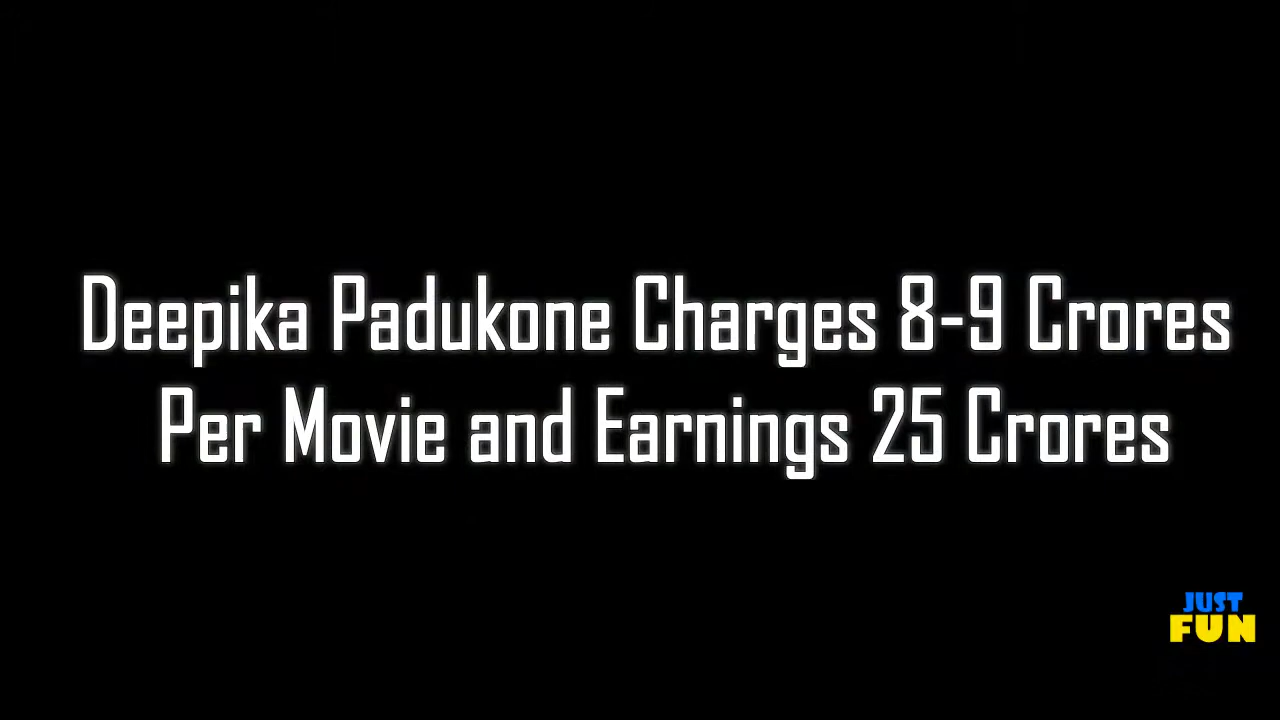 Deepika Padukone Charges 8-9 Crores
Per Movie and Earnings 25 Crores
JUST
FUN